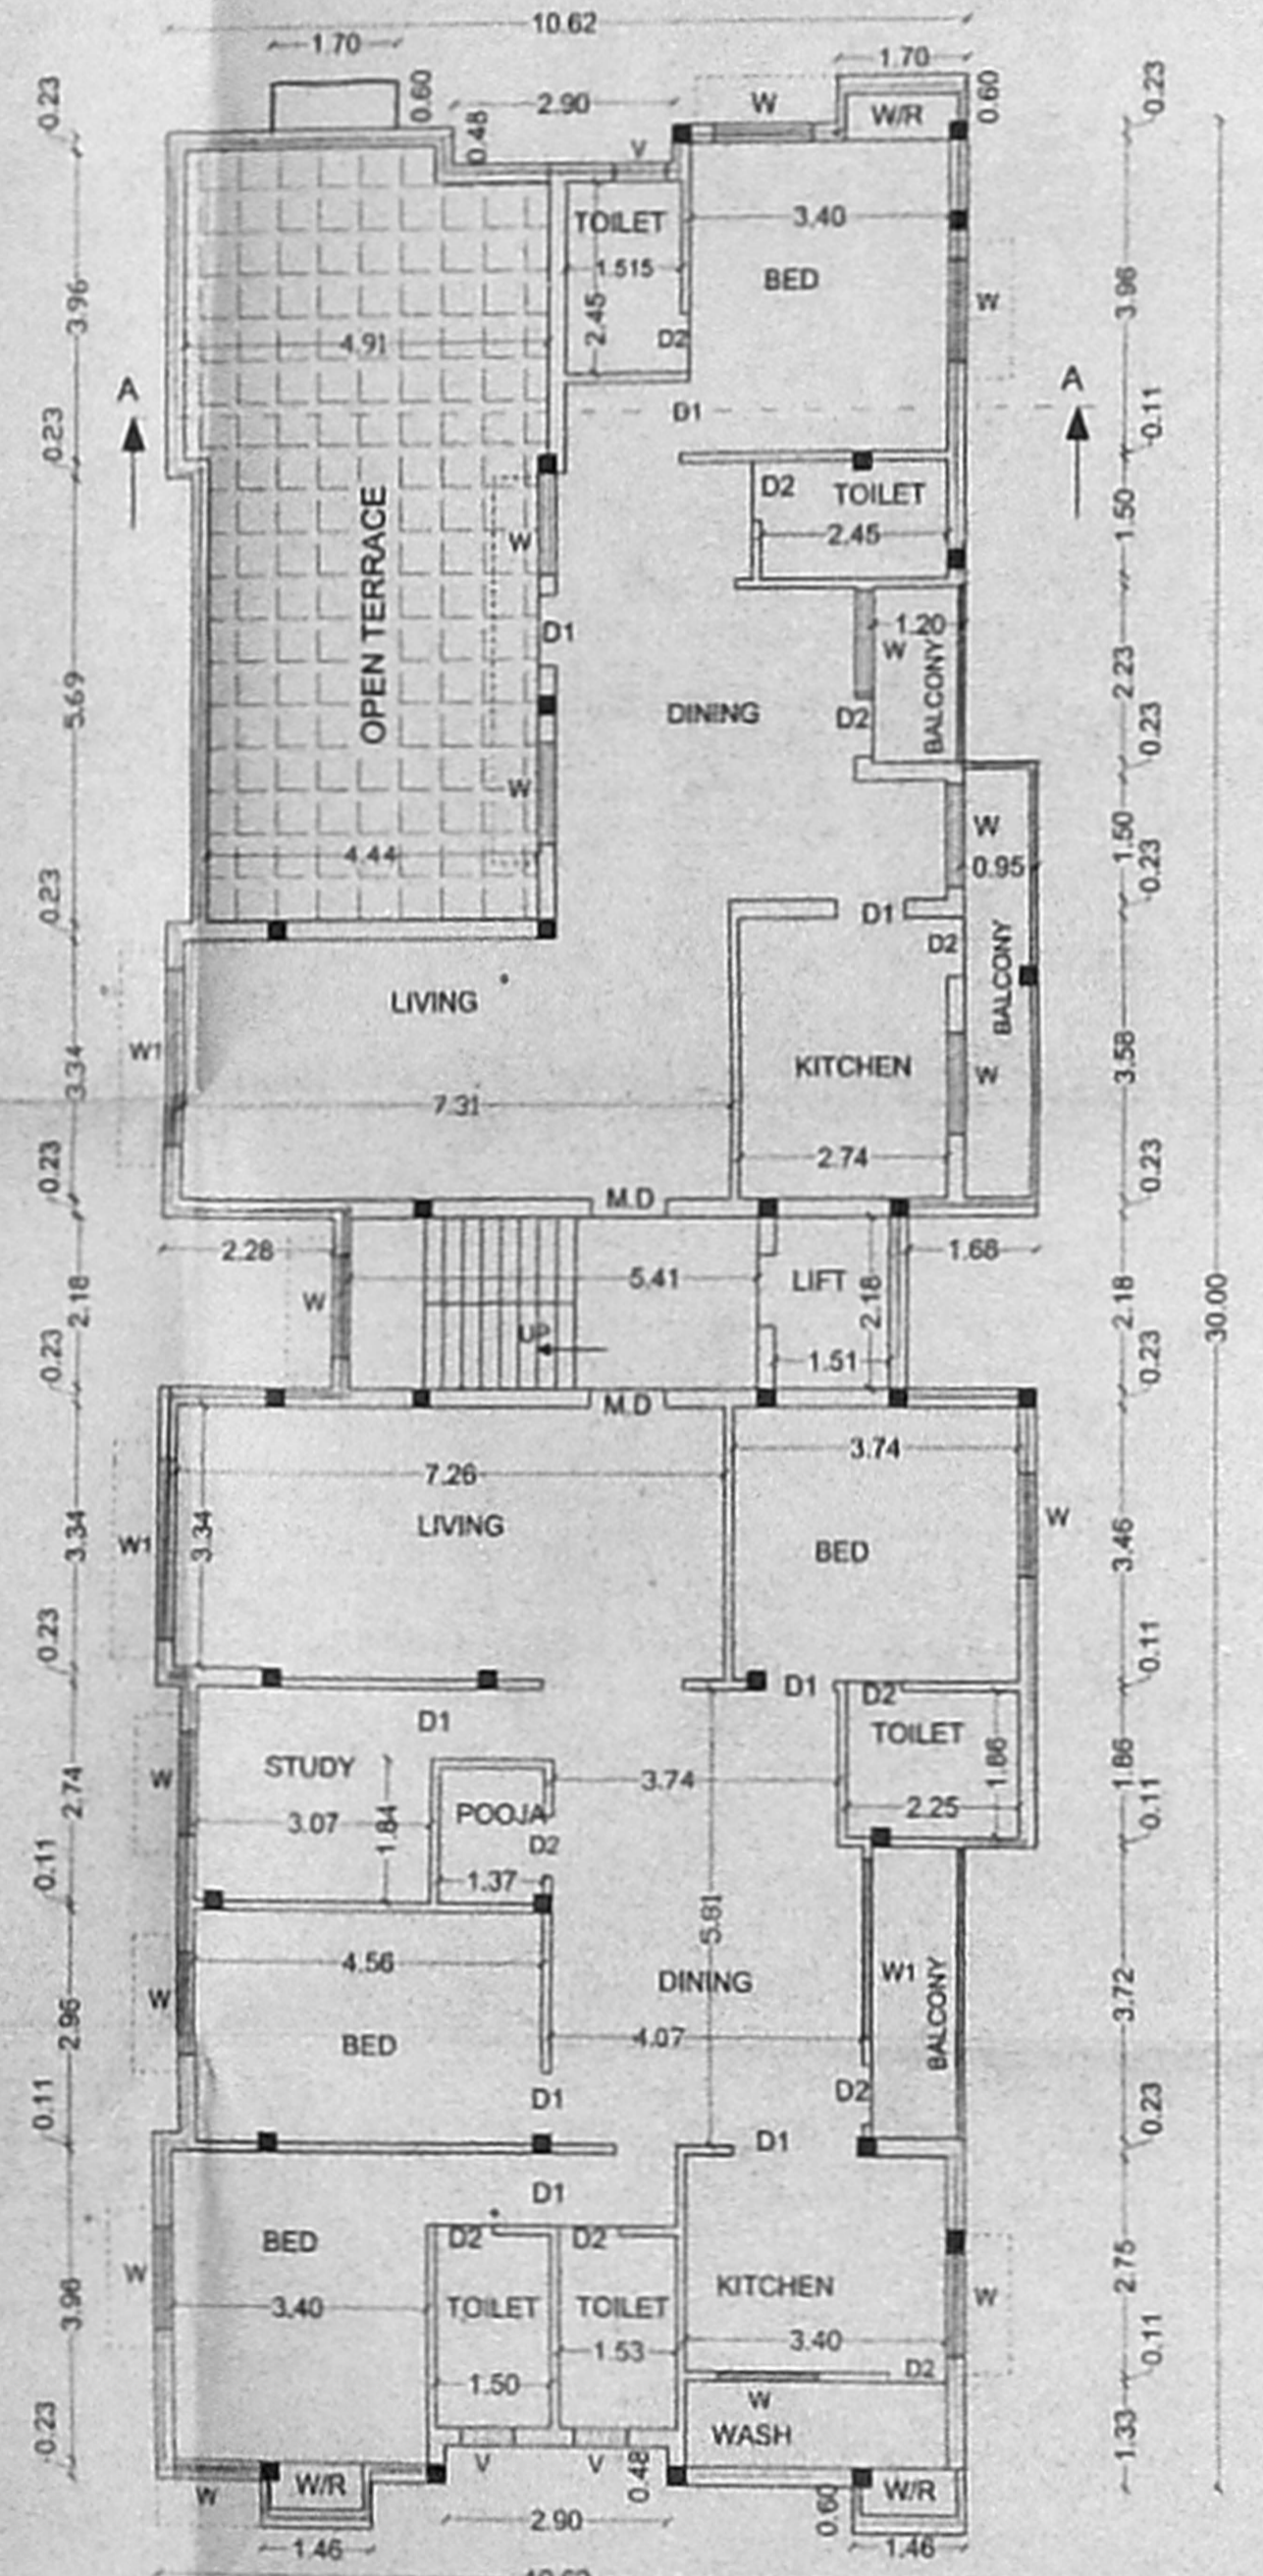 10.62
1.70
1.70
0.23
0.60
2.90
W
W/R
0.60
0.23
0.48
V
TOILET
3.40
1.515
BED
3.96
2.45
W
3.96
4.91
D2
A
A
D1
0.23
0.11
D2
TOILET
OPEN TERRACE
W
2.45
1.50
D1
1.20
W
BALCONY
2.23
5.69
DINING
D2
0.23
W
W
1.50
4.44
0.95
0.23
0.23
D1
D2
BALCONY
LIVING
W1
KITCHEN
W
3.34
3.58
7.31
2.74
0.23
M.D
0.23
2.28
5.41
LIFT
1.68
W
2.18
2.18
2.18
30.00
UP
1.51
0.23
0.23
M.D
3.74
7.26
LIVING
W
W1
3.34
3.34
BED
3.46
0.23
0.11
D1
D2
D1
TOILET
STUDY
W
3.74
1.86
1.86
2.74
3.07
1.84
POOJA
2.25
D2
0.11
0.11
1.37
5.81
4.56
DINING
W1
BALCONY
W
3.72
2.96
BED
4.07
D1
D2
0.11
0.23
D1
D1
BED
D2
D2
W
KITCHEN
W
2.75
3.96
3.40
TOILET
TOILET
1.53
3.40
0.11
D2
1.50
W
WASH
0.23
1.33
V
V
0.48
W
W/R
0.60
W/R
2.90
1.46
1.46